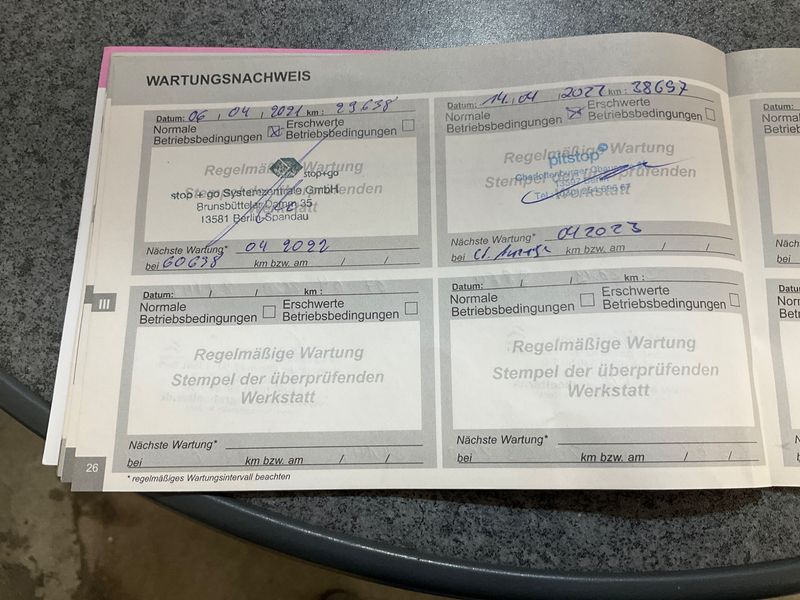 WARTUNGSNACHWEIS
Datum: 06 , 04 , 2021 km : 29638
Normale Betriebsbedingungen ☒ Erschwerte Betriebsbedingungen ☐
Regelmäßige Wartung
Stempel der überprüfenden
Werkstatt
stop+go
stop + go Systemzentrale GmbH
Brunsbütteler Damm 35
13581 Berlin-Spandau
Nächste Wartung* 04 2022
bei 60638 km bzw. am / /
Datum: 14 , 04 , 2022 km : 38697
Normale Betriebsbedingungen ☒ Erschwerte Betriebsbedingungen ☐
Regelmäßige Wartung
Stempel der überprüfenden
Werkstatt
pitstop
Nächste Wartung* 04 2023
bei km bzw. am / /
III
Datum: / / km :
Normale Betriebsbedingungen ☐ Erschwerte Betriebsbedingungen ☐
Regelmäßige Wartung
Stempel der überprüfenden
Werkstatt
Nächste Wartung*
bei km bzw. am / /
Datum: / / km :
Normale Betriebsbedingungen ☐ Erschwerte Betriebsbedingungen ☐
Regelmäßige Wartung
Stempel der überprüfenden
Werkstatt
Nächste Wartung*
bei km bzw. am / /
26
* regelmäßiges Wartungsintervall beachten